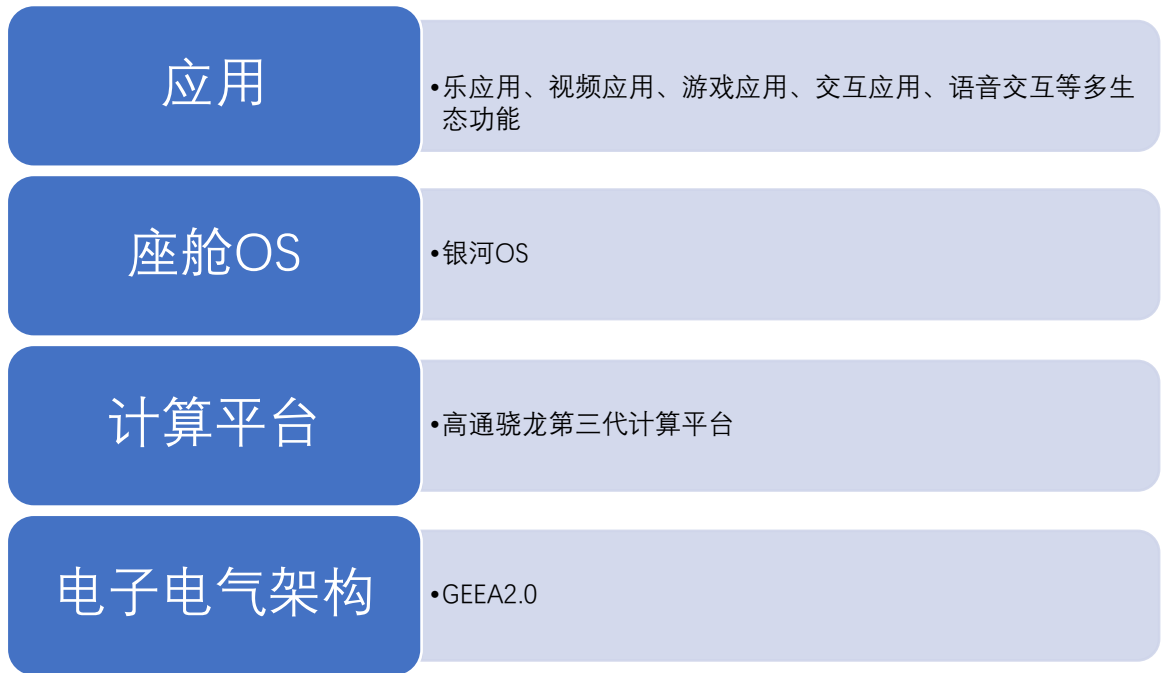 应用
•乐应用、视频应用、游戏应用、交互应用、语音交互等多生
态功能
座舱OS
•银河OS
计算平台
•高通骁龙第三代计算平台
电子电气架构
•GEEA2.0